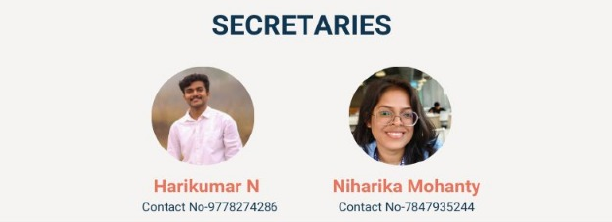 SECRETARIES
Harikumar N
Niharika Mohanty
Contact No-9778274286
Contact No-7847935244